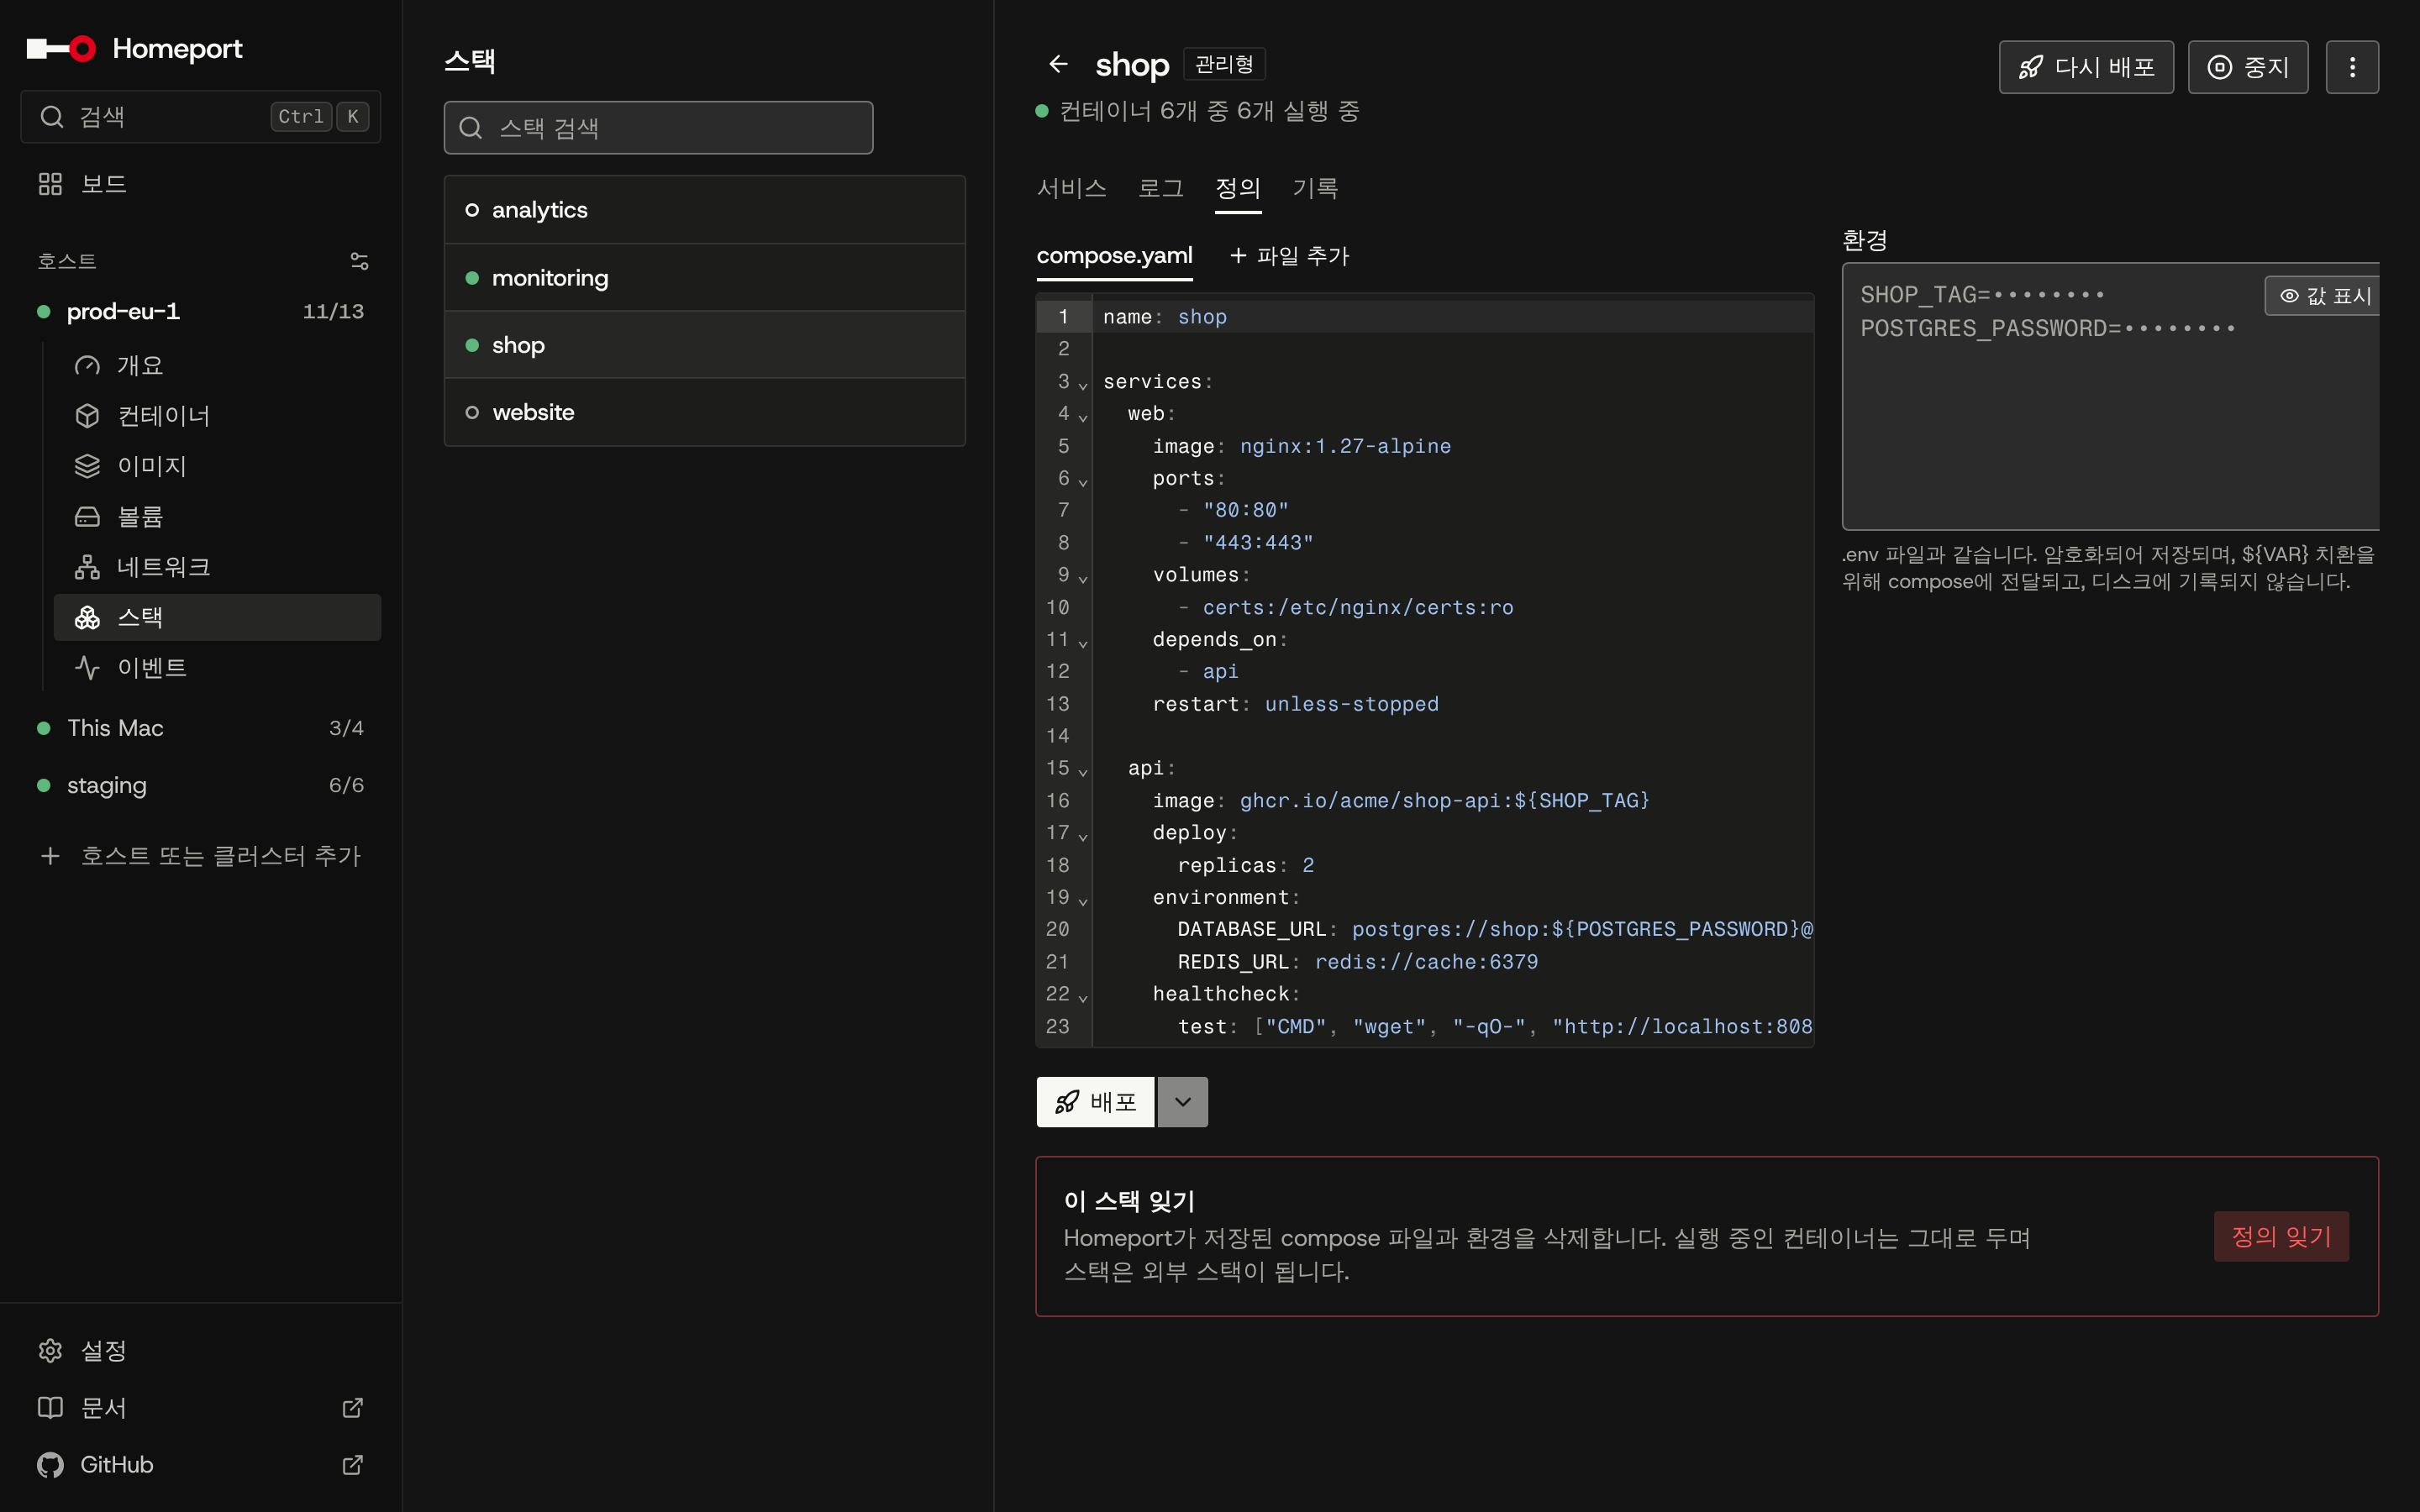 Homeport
검색 Ctrl K
보드
호스트
prod-eu-1 11/13
개요
컨테이너
이미지
볼륨
네트워크
스택
이벤트
This Mac 3/4
staging 6/6
호스트 또는 클러스터 추가
설정
문서
GitHub
스택
스택 검색
analytics
monitoring
shop
website
shop 관리형
컨테이너 6개 중 6개 실행 중
다시 배포
중지
서비스 로그 정의 기록
compose.yaml + 파일 추가
1 name: shop
2
3 services:
4 web:
5 image: nginx:1.27-alpine
6 ports:
7 - "80:80"
8 - "443:443"
9 volumes:
10 - certs:/etc/nginx/certs:ro
11 depends_on:
12 - api
13 restart: unless-stopped
14
15 api:
16 image: ghcr.io/acme/shop-api:${SHOP_TAG}
17 deploy:
18 replicas: 2
19 environment:
20 DATABASE_URL: postgres://shop:${POSTGRES_PASSWORD}@
21 REDIS_URL: redis://cache:6379
22 healthcheck:
23 test: ["CMD", "wget", "-qO-", "http://localhost:808
환경
SHOP_TAG=••••••••
값 표시
POSTGRES_PASSWORD=••••••••
.env 파일과 같습니다. 암호화되어 저장되며, ${VAR} 치환을
위해 compose에 전달되고, 디스크에 기록되지 않습니다.
배포
이 스택 잊기
Homeport가 저장된 compose 파일과 환경을 삭제합니다. 실행 중인 컨테이너는 그대로 두며
스택은 외부 스택이 됩니다.
정의 잊기